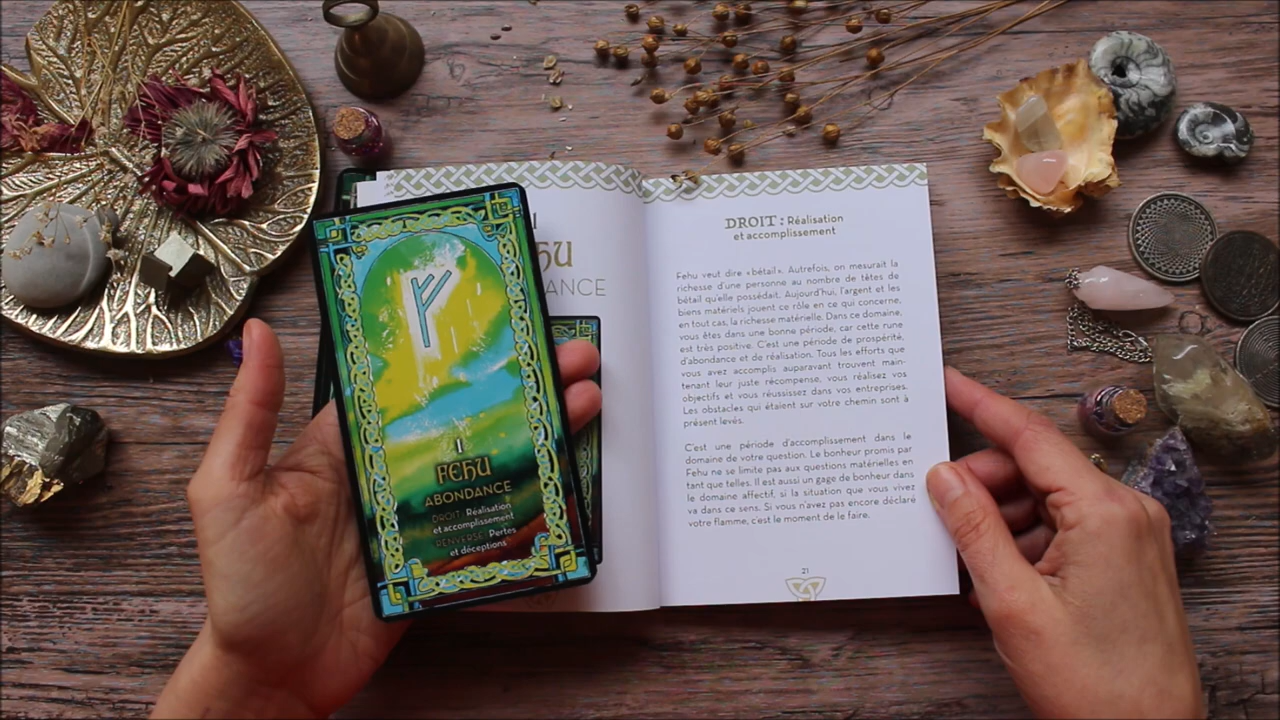 I
FEHU
ABONDANCE
DROIT: Réalisation
et accomplissement
RENVERSÉ: Pertes
et déceptions
I
HU
ANCE
DROIT : Réalisation
et accomplissement
Fehu veut dire « bétail ». Autrefois, on mesurait la
richesse d'une personne au nombre de têtes de
bétail qu'elle possédait. Aujourd'hui, l'argent et les
biens matériels jouent ce rôle en ce qui concerne,
en tout cas, la richesse matérielle. Dans ce domaine,
vous êtes dans une bonne période, car cette rune
est très positive. C'est une période de prospérité,
d'abondance et de réalisation. Tous les efforts que
vous avez accomplis auparavant trouvent main-
tenant leur juste récompense, vous réalisez vos
objectifs et vous réussissez dans vos entreprises.
Les obstacles qui étaient sur votre chemin sont à
présent levés.
C'est une période d'accomplissement dans le
domaine de votre question. Le bonheur promis par
Fehu ne se limite pas aux questions matérielles en
tant que telles. Il est aussi un gage de bonheur dans
le domaine affectif, si la situation que vous vivez
va dans ce sens. Si vous n'avez pas encore déclaré
votre flamme, c'est le moment de le faire.
21